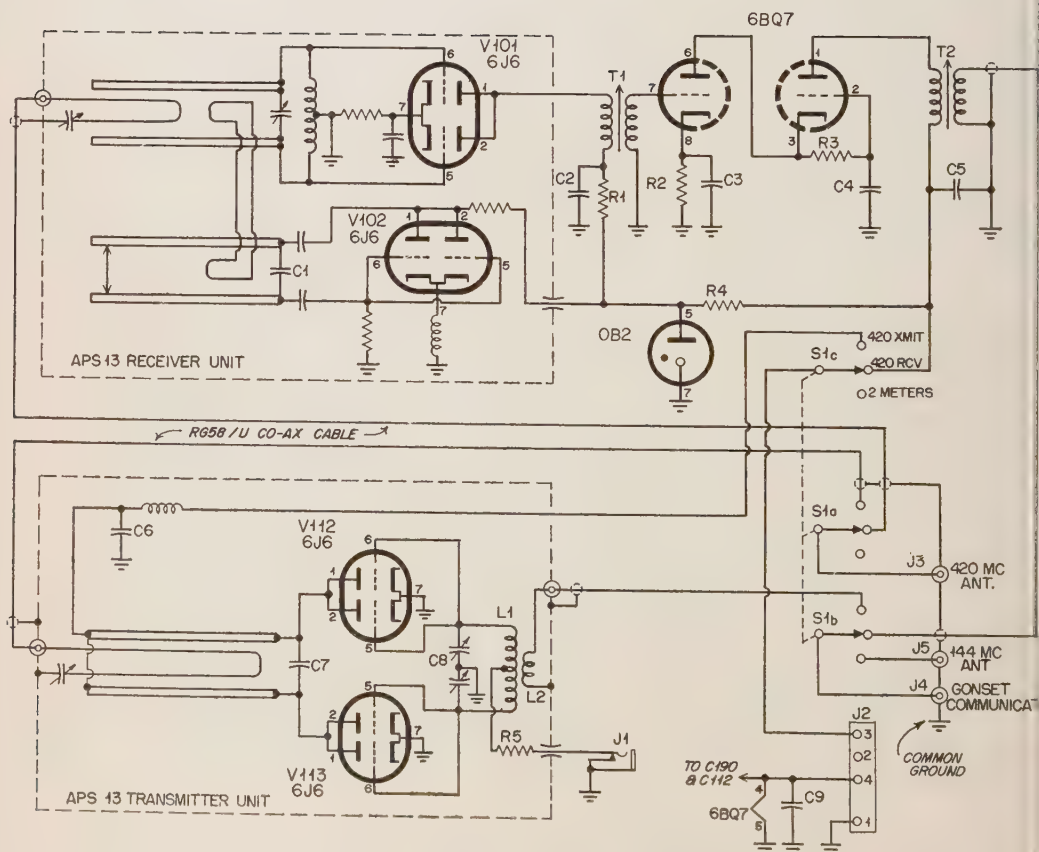 6BQ7
V101
6J6
6
1
7
2
5
T1
6
7
8
1
2
3
T2
C2
R1
R2
C3
R3
C4
C5
V102
6J6
1
2
6
5
7
C1
R4
5
OB2
7
APS 13 RECEIVER UNIT
420 XMIT
S1c
420 RCV
2 METERS
RG58/U CO-AX CABLE
C6
V112
6J6
6
1
2
7
5
S1a
J3
420 MC
ANT.
L1
C7
C8
L2
S1b
J5
144 MC
ANT
J4
GONSET
COMMUNICAT
5
2
1
7
6
R5
J1
V113
6J6
J2
3
2
4
1
COMMON
GROUND
TO C190
& C112
4
6BQ7
5
C9
APS 13 TRANSMITTER UNIT